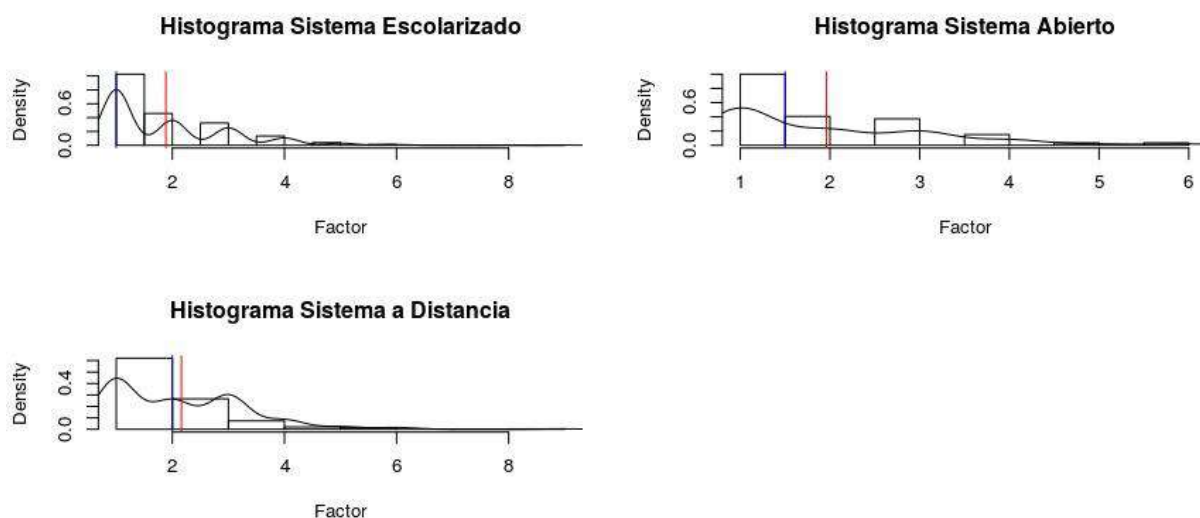 Histograma Sistema Escolarizado
Density
0.0 0.6
2 4 6 8
Factor
Histograma Sistema Abierto
Density
0.0 0.6
1 2 3 4 5 6
Factor
Histograma Sistema a Distancia
Density
0.0 0.4
2 4 6 8
Factor